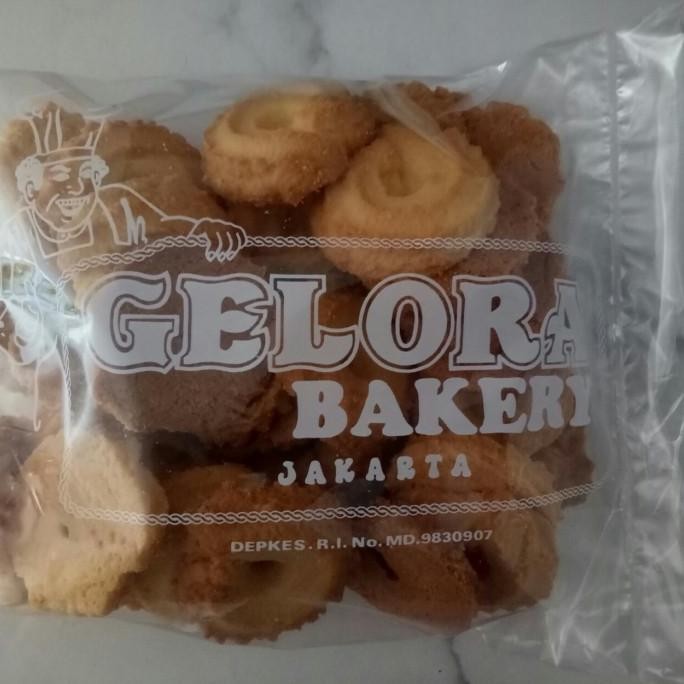 GELORA
BAKERY
JAKARTA
DEPKES. R.I. No. MD.9830907